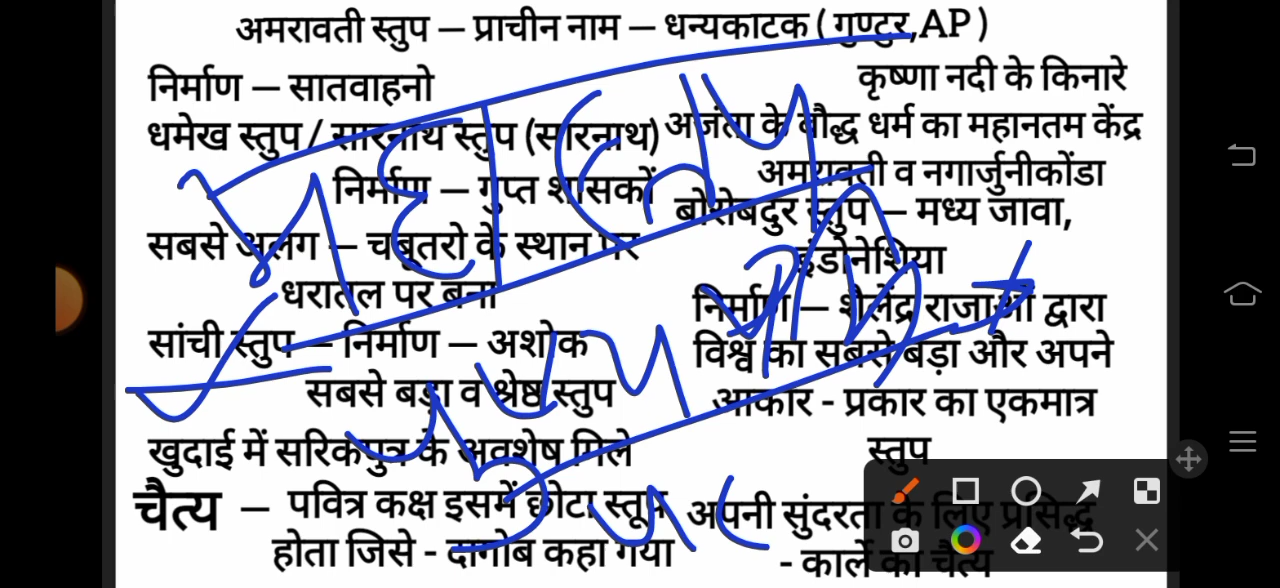 अमरावती स्तुप – प्राचीन नाम – धन्यकाटक ( गुण्टुर,AP )
निर्माण – सातवाहनो
धमेख स्तुप / सारनाथ स्तुप (सारनाथ)
निर्माण – गुप्त शासकों
सबसे अलग – चबुतरो के स्थान पर
धरातल पर बना
सांची स्तुप – निर्माण – अशोक
सबसे बड़ा व श्रेष्ठ स्तुप
खुदाई में सरिकपुत्र के अवशेष मिले
चैत्य – पवित्र कक्ष इसमें छोटा स्तूप
होता जिसे - दागोब कहा गया
कृष्णा नदी के किनारे
अजंता के बौद्ध धर्म का महानतम केंद्र
अमरावती व नगार्जुनीकोंडा
बोरोबदुर स्तुप – मध्य जावा,
इंडोनेशिया
निर्माण – शैलेंद्र राजाओं द्वारा
विश्व का सबसे बड़ा और अपने
आकार - प्रकार का एकमात्र
स्तुप
अपनी सुंदरता के लिए प्रसिद्ध
- कार्ले का चैत्य